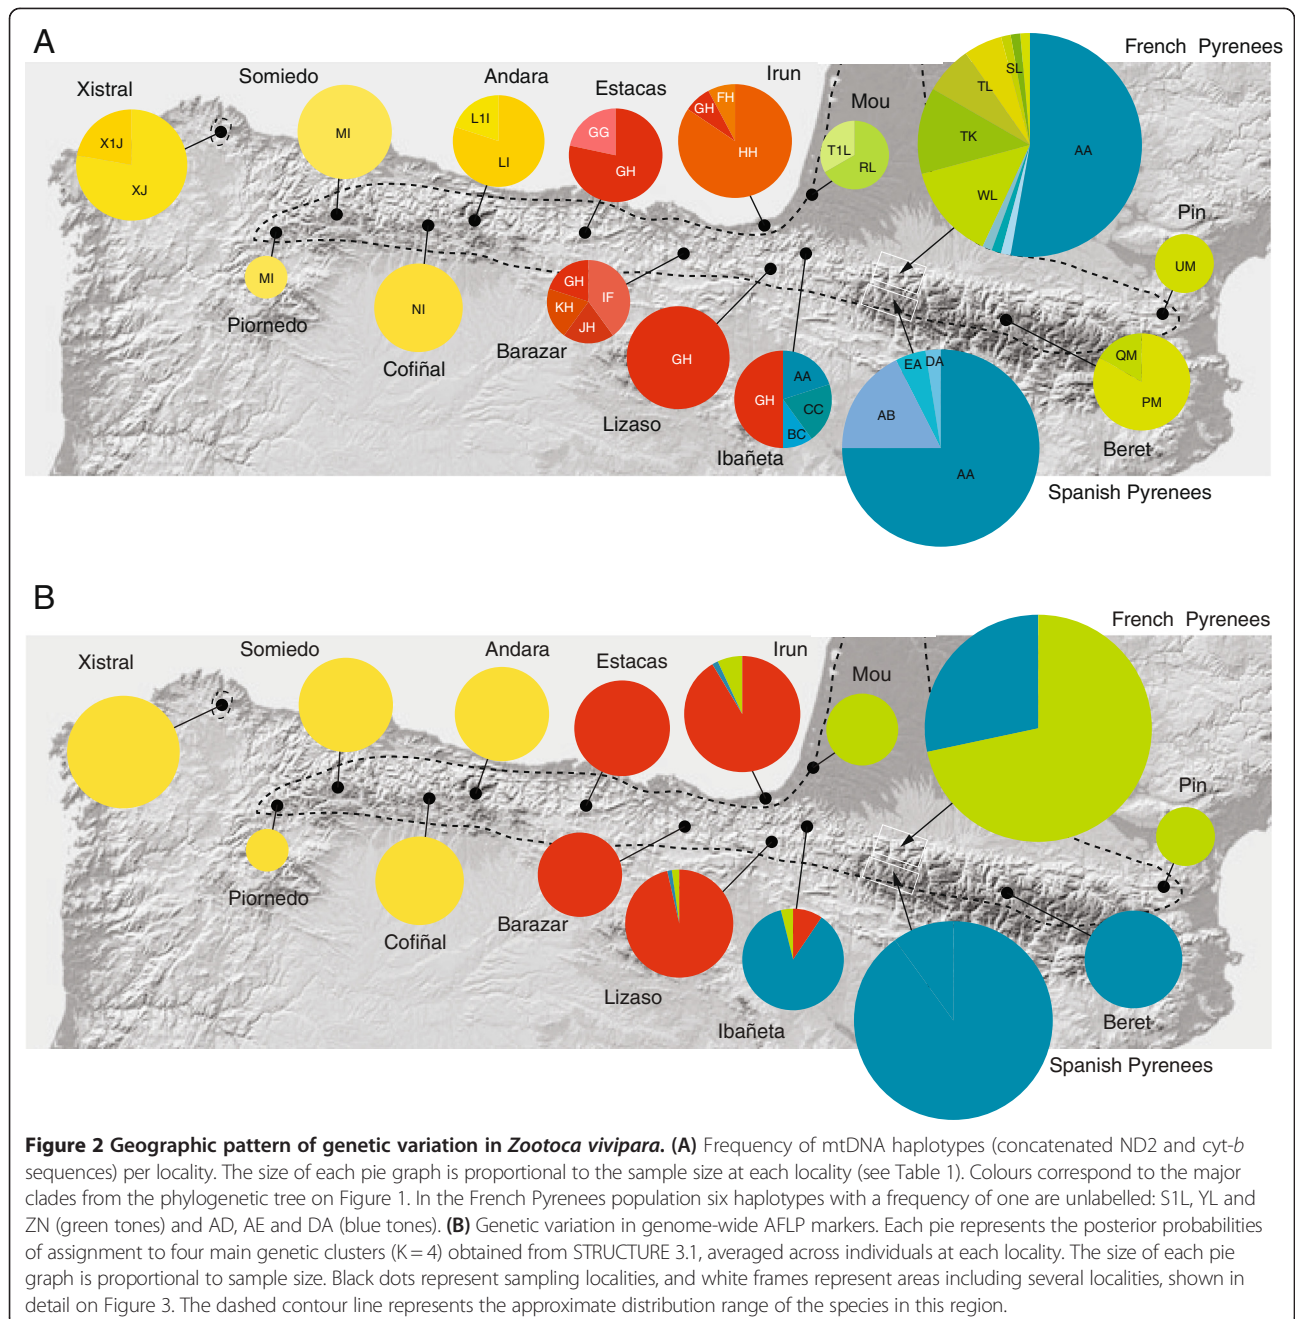 A
French Pyrenees
Xistral
Somiedo
Andara
Estacas
Irun
Mou
X1J
XJ
MI
L1I
LI
GG
GH
GH
FH
HH
T1L
RL
SL
TL
TK
WL
AA
Pin
UM
MI
Piornedo
NI
Cofiñal
GH
IF
KH
JH
Barazar
GH
Lizaso
AA
GH
CC
BC
Ibañeta
EA
DA
AB
AA
Spanish Pyrenees
QM
PM
Beret
B
French Pyrenees
Xistral
Somiedo
Andara
Estacas
Irun
Mou
Pin
Piornedo
Cofiñal
Barazar
Lizaso
Ibañeta
Beret
Spanish Pyrenees
Figure 2 Geographic pattern of genetic variation in Zootoca vivipara. (A) Frequency of mtDNA haplotypes (concatenated ND2 and cyt-b
sequences) per locality. The size of each pie graph is proportional to the sample size at each locality (see Table 1). Colours correspond to the major
clades from the phylogenetic tree on Figure 1. In the French Pyrenees population six haplotypes with a frequency of one are unlabelled: S1L, YL and
ZN (green tones) and AD, AE and DA (blue tones). (B) Genetic variation in genome-wide AFLP markers. Each pie represents the posterior probabilities
of assignment to four main genetic clusters (K = 4) obtained from STRUCTURE 3.1, averaged across individuals at each locality. The size of each pie
graph is proportional to sample size. Black dots represent sampling localities, and white frames represent areas including several localities, shown in
detail on Figure 3. The dashed contour line represents the approximate distribution range of the species in this region.